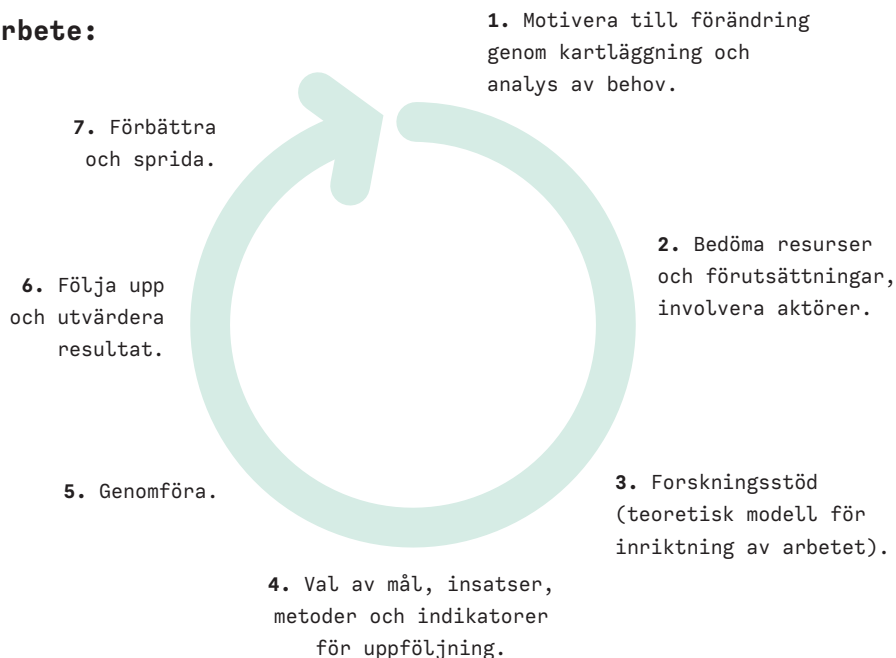 rbete:
1. Motivera till förändring
genom kartläggning och
analys av behov.
2. Bedöma resurser
och förutsättningar,
involvera aktörer.
3. Forskningsstöd
(teoretisk modell för
inriktning av arbetet).
4. Val av mål, insatser,
metoder och indikatorer
för uppföljning.
5. Genomföra.
6. Följa upp
och utvärdera
resultat.
7. Förbättra
och sprida.